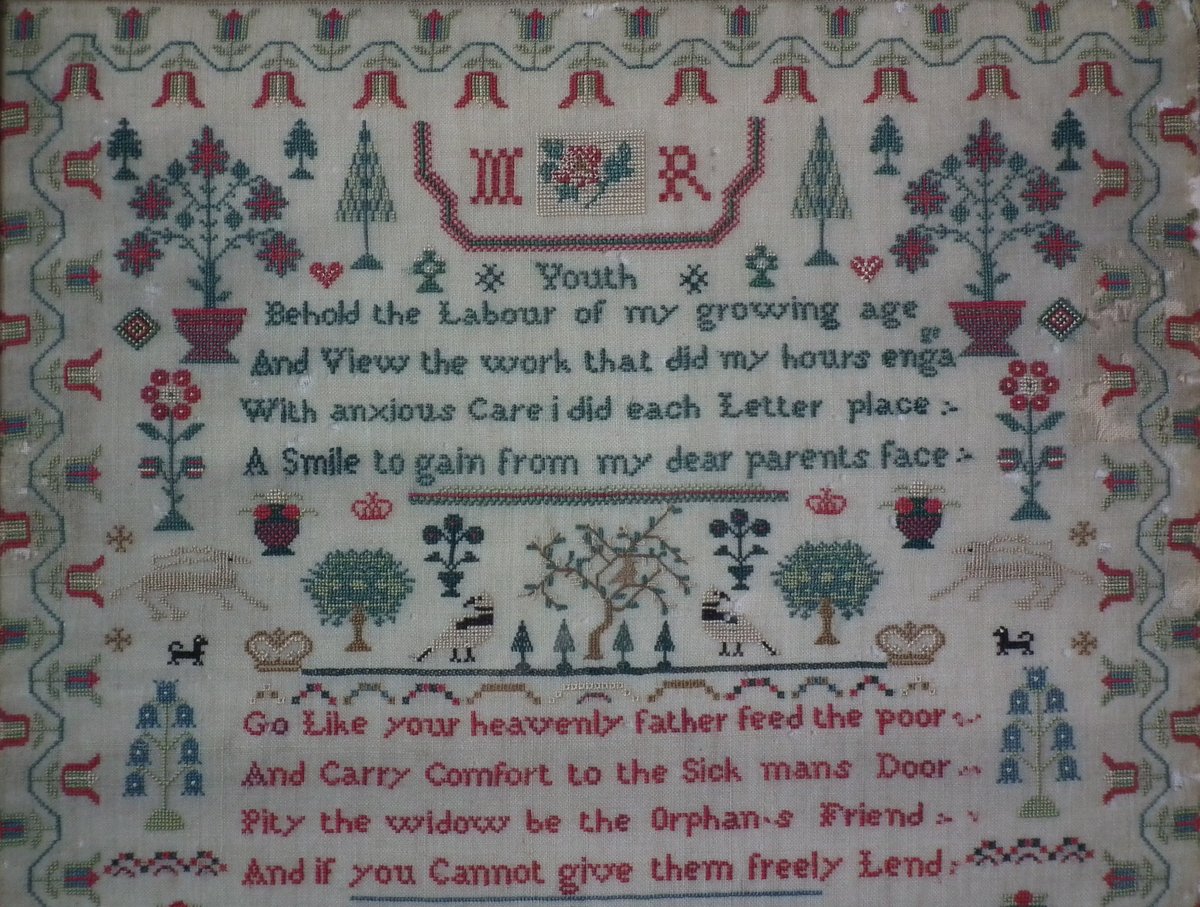 M R
Youth
Behold the Labour of my growing age
And View the work that did my hours engage
With anxious Care i did each Letter place :-
A Smile to gain from my dear parents face :-
Go Like your heavenly father feed the poor :-
And Carry Comfort to the Sick mans Door :-
Pity the widow be the Orphan's Friend :-
And if you Cannot give them freely Lend :-